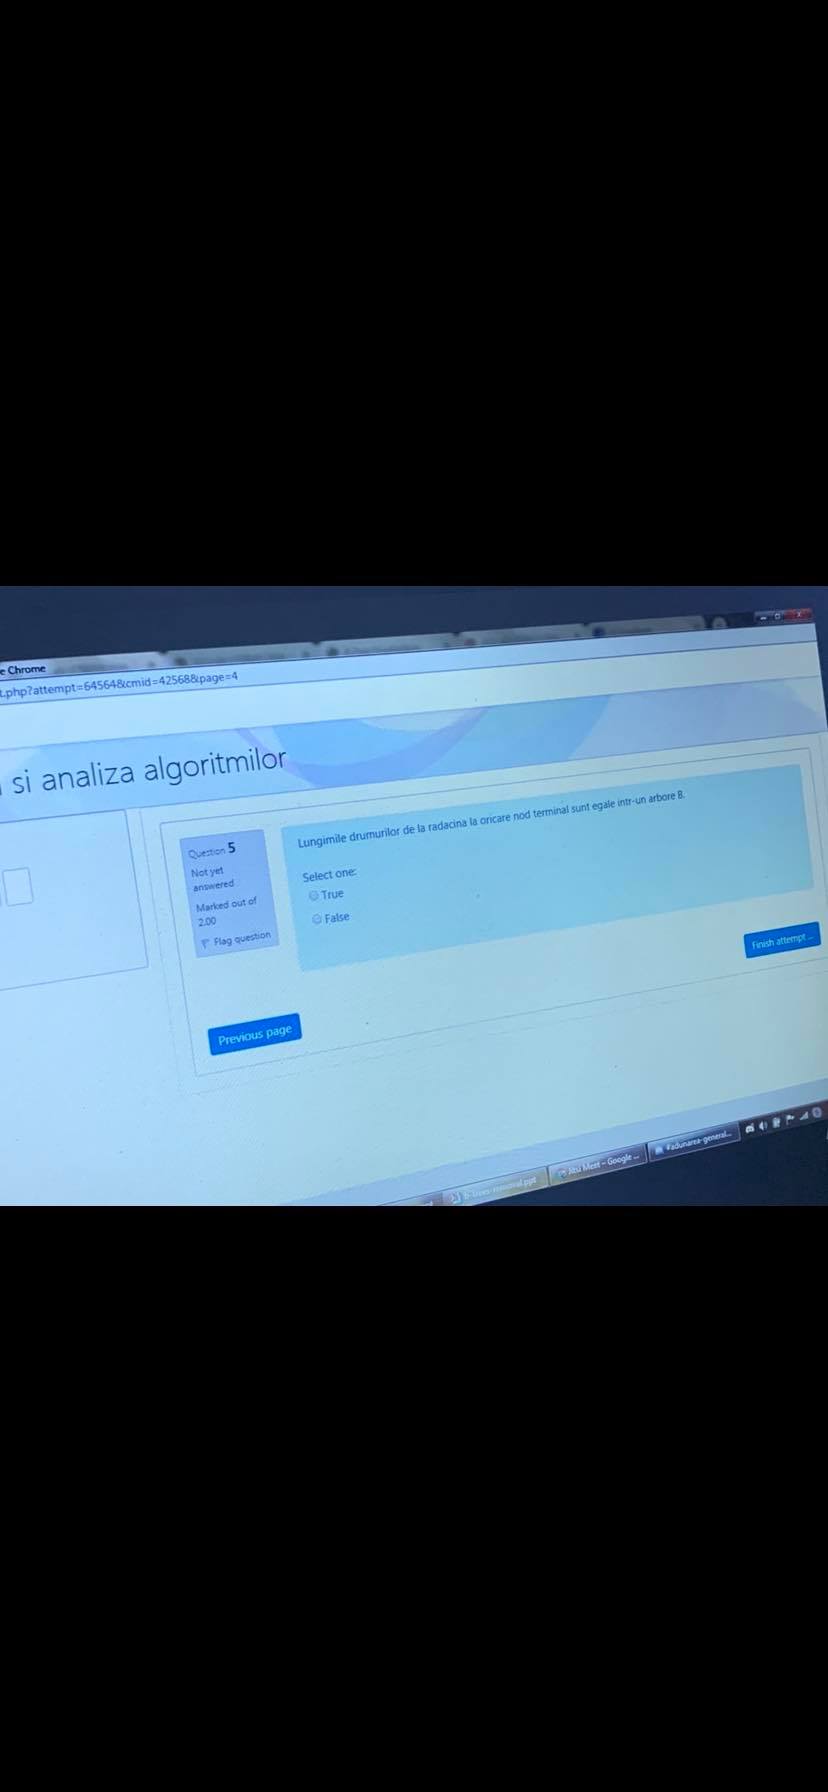 e Chrome
t.php?attempt=64564&cmid=42568&page=4
si analiza algoritmilor
Question 5
Not yet
answered
Marked out of
2.00
Flag question
Lungimile drumurilor de la radacina la oricare nod terminal sunt egale intr-un arbore B.
Select one:
True
False
Finish attempt ...
Previous page
Meet - Google ...
#adunarea-general...